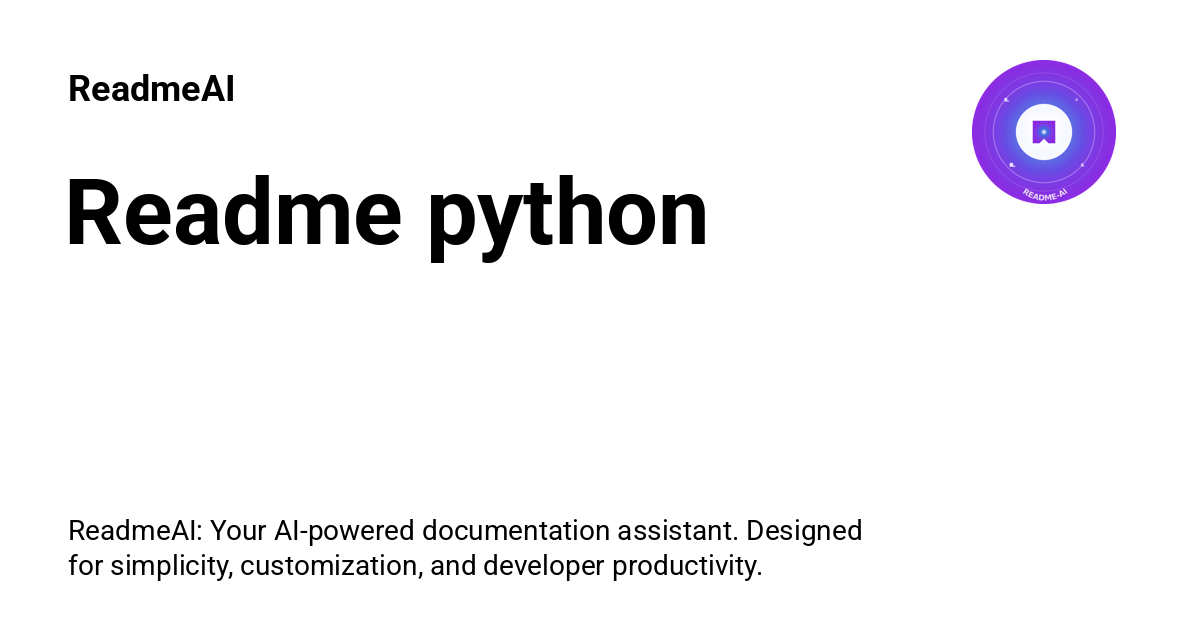 ReadmeAI
README-AI
Readme python
ReadmeAI: Your AI-powered documentation assistant. Designed
for simplicity, customization, and developer productivity.